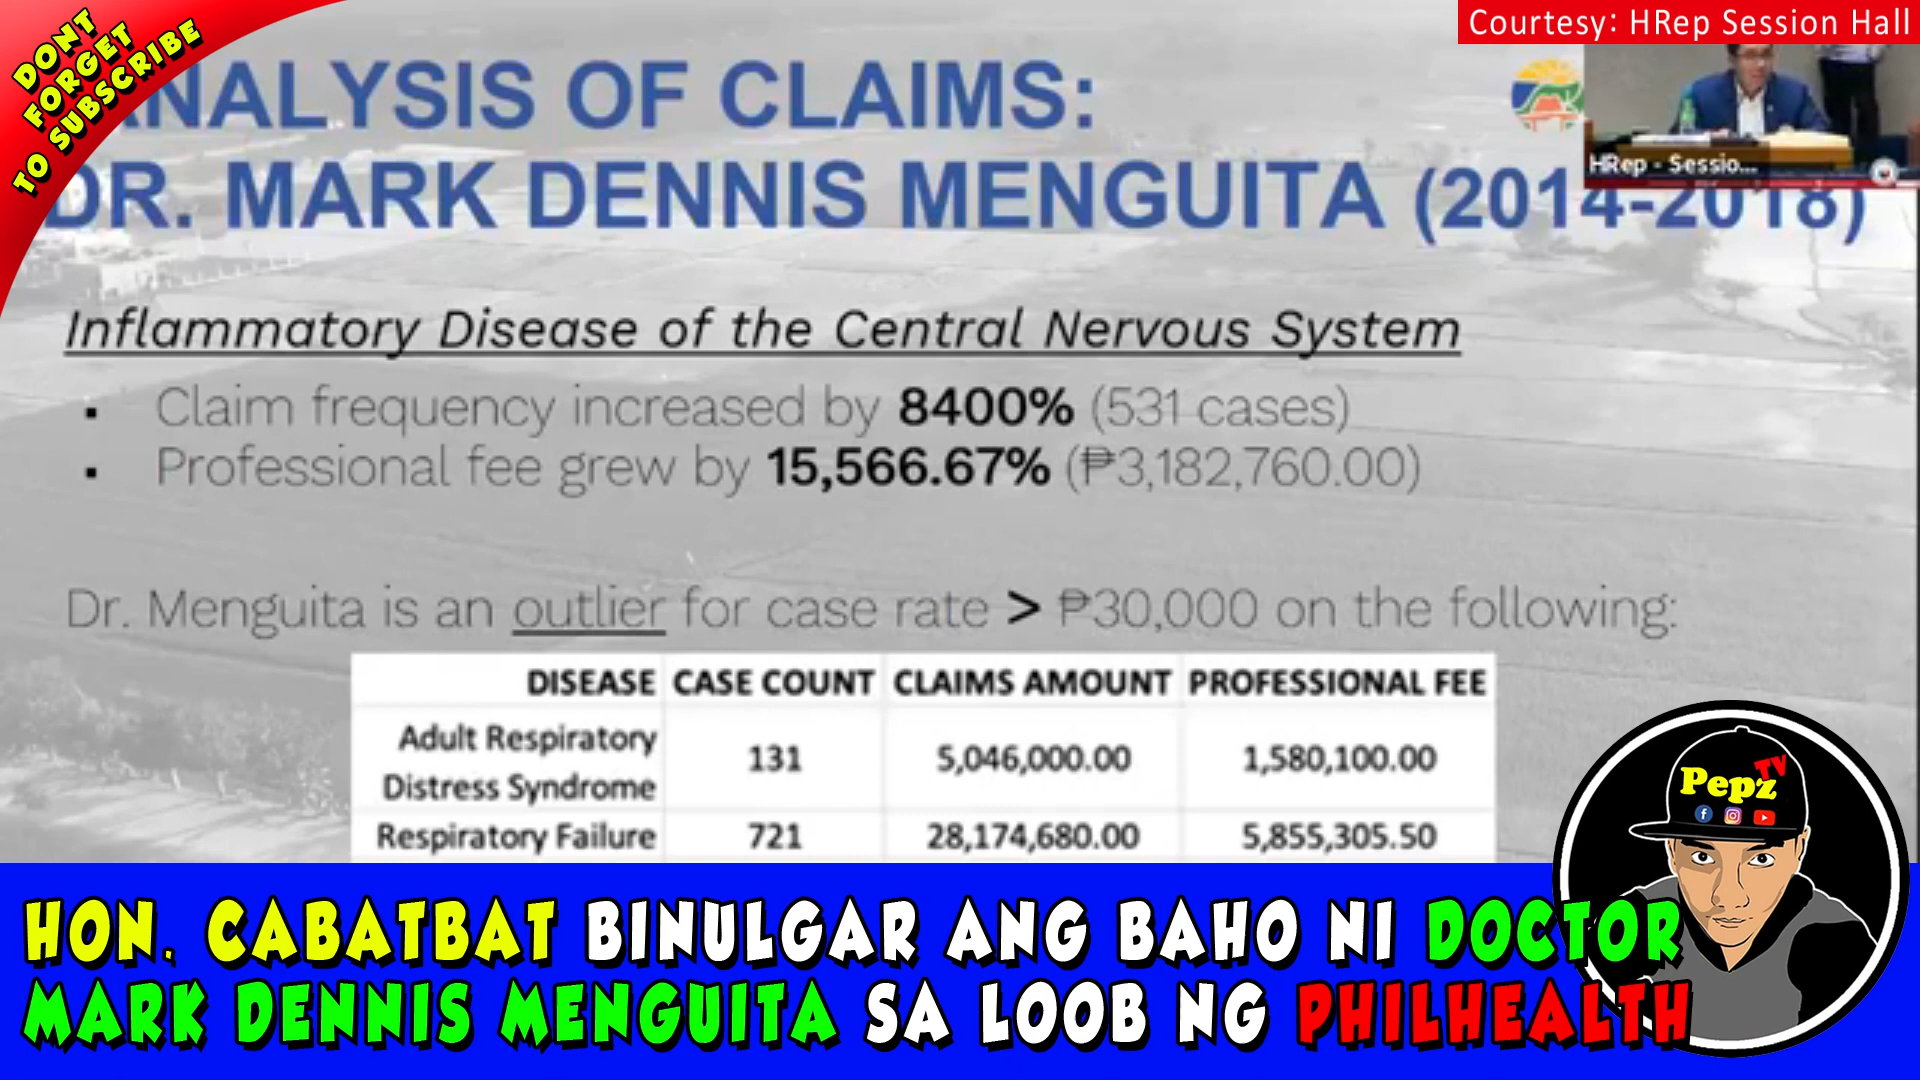 DONT
FORGET
TO SUBSCRIBE
Courtesy: HRep Session Hall
HRep - Sessio...
ANALYSIS OF CLAIMS:
DR. MARK DENNIS MENGUITA (2014-2018)
Inflammatory Disease of the Central Nervous System
▪ Claim frequency increased by 8400% (531 cases)
▪ Professional fee grew by 15,566.67% (₱3,182,760.00)
Dr. Menguita is an outlier for case rate > ₱30,000 on the following:
DISEASE CASE COUNT CLAIMS AMOUNT PROFESSIONAL FEE
Adult Respiratory
Distress Syndrome 131 5,046,000.00 1,580,100.00
Respiratory Failure 721 28,174,680.00 5,855,305.50
Pepz TV
HON. CABATBAT BINULGAR ANG BAHO NI DOCTOR
MARK DENNIS MENGUITA SA LOOB NG PHILHEALTH